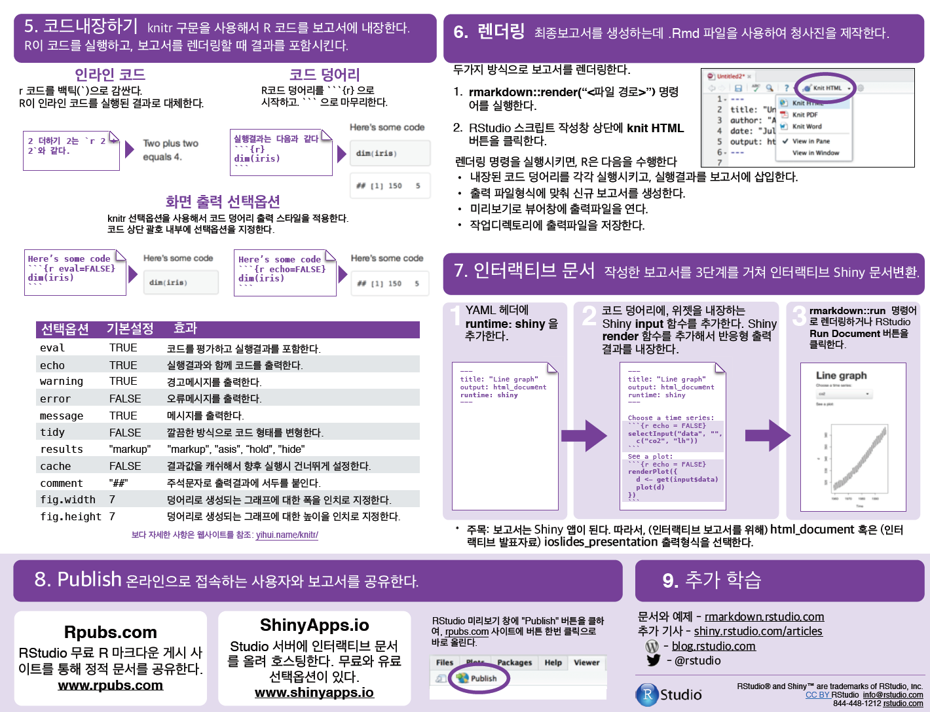 5. 코드내장하기 knitr 구문을 사용해서 R 코드를 보고서에 내장한다.
R이 코드를 실행하고, 보고서를 렌더링할 때 결과를 포함시킨다.
인라인 코드
r 코드를 백틱(`)으로 감싼다.
R이 인라인 코드를 실행된 결과로 대체한다.
2 더하기 2는 `r 2 +
2`와 같다.
Two plus two
equals 4.
코드 덩어리
R코드 덩어리를 ```{r} 으로
시작하고, ``` 으로 마무리한다.
실행결과는 다음과 같다
```{r}
dim(iris)
```
Here's some code
dim(iris)
## [1] 150 5
화면 출력 선택옵션
knitr 선택옵션을 사용해서 코드 덩어리 출력 스타일을 적용한다.
코드 상단 괄호 내부에 선택옵션을 지정한다.
Here's some code
```{r eval=FALSE}
dim(iris)
```
Here's some code
dim(iris)
Here's some code
```{r echo=FALSE}
dim(iris)
```
Here's some code
## [1] 150 5
선택옵션 기본설정 효과
eval TRUE 코드를 평가하고 실행결과를 포함한다.
echo TRUE 실행결과와 함께 코드를 출력한다.
warning TRUE 경고메시지를 출력한다.
error FALSE 오류메시지를 출력한다.
message TRUE 메시지를 출력한다.
tidy FALSE 깔끔한 방식으로 코드 형태를 변형한다.
results "markup" "markup", "asis", "hold", "hide"
cache FALSE 결과값을 캐쉬해서 향후 실행시 건너뛰게 설정한다.
comment "##" 주석문자로 출력결과에 서두를 붙인다.
fig.width 7 덩어리로 생성되는 그래프에 대한 폭을 인치로 지정한다.
fig.height 7 덩어리로 생성되는 그래프에 대한 높이을 인치로 지정한다.
보다 자세한 사항은 웹사이트를 참조: yihui.name/knitr/
6. 렌더링 최종보고서를 생성하는데 .Rmd 파일을 사용하여 청사진을 제작한다.
두가지 방식으로 보고서를 렌더링한다.
1. rmarkdown::render("<파일 경로>") 명령
어를 실행한다.
2. RStudio 스크립트 작성창 상단에 knit HTML
버튼을 클릭한다.
Untitled2*
Knit HTML
1 ---
2 title: "Un
3 author: "A
4 date: "Jul
5 output: ht
6 ---
Knit HTML
Knit PDF
Knit Word
View in Pane
View in Window
렌더링 명령을 실행시키면, R은 다음을 수행한다
• 내장된 코드 덩어리를 각각 실행시키고, 실행결과를 보고서에 삽입한다.
• 출력 파일형식에 맞춰 신규 보고서를 생성한다.
• 미리보기로 뷰어창에 출력파일을 연다.
• 작업디렉토리에 출력파일을 저장한다.
7. 인터랙티브 문서 작성한 보고서를 3단계를 거쳐 인터랙티브 Shiny 문서변환.
1 YAML 헤더에
runtime: shiny 을
추가한다.
---
title: "Line graph"
output: html_document
runtime: shiny
---
2 코드 덩어리에, 위젯을 내장하는
Shiny input 함수를 추가한다. Shiny
render 함수를 추가해서 반응형 출력
결과를 내장한다.
---
title: "Line graph"
output: html_document
runtime: shiny
---
Choose a time series:
```{r echo = FALSE}
selectInput("data", "",
c("co2", "lh"))
```
See a plot:
```{r echo = FALSE}
renderPlot({
d <- get(input$data)
plot(d)
})
```
3 rmarkdown::run 명령어
로 렌더링하거나 RStudio
Run Document 버튼을
클릭한다.
Line graph
Choose a time series:
co2
See a plot:
Time
• 주목: 보고서는 Shiny 앱이 된다. 따라서, (인터랙티브 보고서를 위해) html_document 혹은 (인터
랙티브 발표자료) ioslides_presentation 출력형식을 선택한다.
8. Publish 온라인으로 접속하는 사용자와 보고서를 공유한다.
Rpubs.com
RStudio 무료 R 마크다운 게시 사
이트를 통해 정적 문서를 공유한다.
www.rpubs.com
ShinyApps.io
Studio 서버에 인터랙티브 문서
를 올려 호스팅한다. 무료와 유료
선택옵션이 있다.
www.shinyapps.io
RStudio 미리보기 창에 "Publish" 버튼을 클하
여, rpubs.com 사이트에 버튼 한번 클릭으로
바로 올린다.
Files Plots Packages Help Viewer
Publish
9. 추가 학습
문서와 예제 – rmarkdown.rstudio.com
추가 기사 – shiny.rstudio.com/articles
– blog.rstudio.com
– @rstudio
R Studio
RStudio® and Shiny™ are trademarks of RStudio, Inc.
CC BY RStudio info@rstudio.com
844-448-1212 rstudio.com